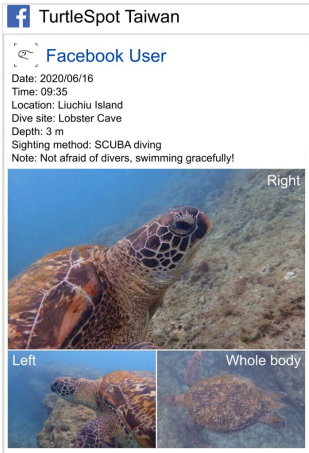 TurtleSpot Taiwan
Facebook User
Date: 2020/06/16
Time: 09:35
Location: Liuchiu Island
Dive site: Lobster Cave
Depth: 3 m
Sighting method: SCUBA diving
Note: Not afraid of divers, swimming gracefully!
Right
Left
Whole body